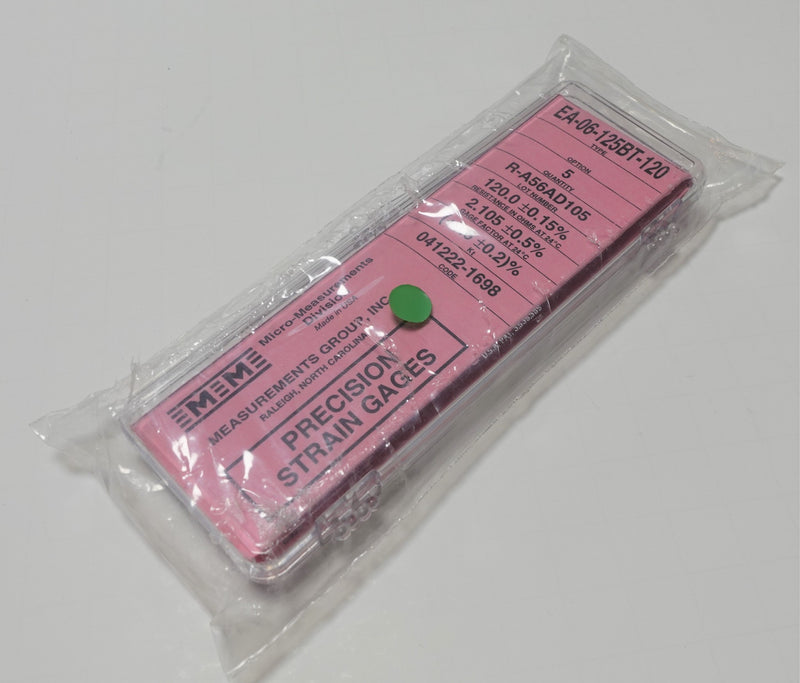 EA-06-125BT-120
TYPE
OPTION
5
QUANTITY
R-A56AD105
LOT NUMBER
120.0 ±0.15%
RESISTANCE IN OHMS AT 24°C
2.105 ±0.5%
GAGE FACTOR AT 24°C
±0.2)%
Kt
041222-1698
CODE
MM
Micro-Measurements
Division
Made in USA
MEASUREMENTS GROUP, INC.
RALEIGH, NORTH CAROLINA
PRECISION
STRAIN GAGES